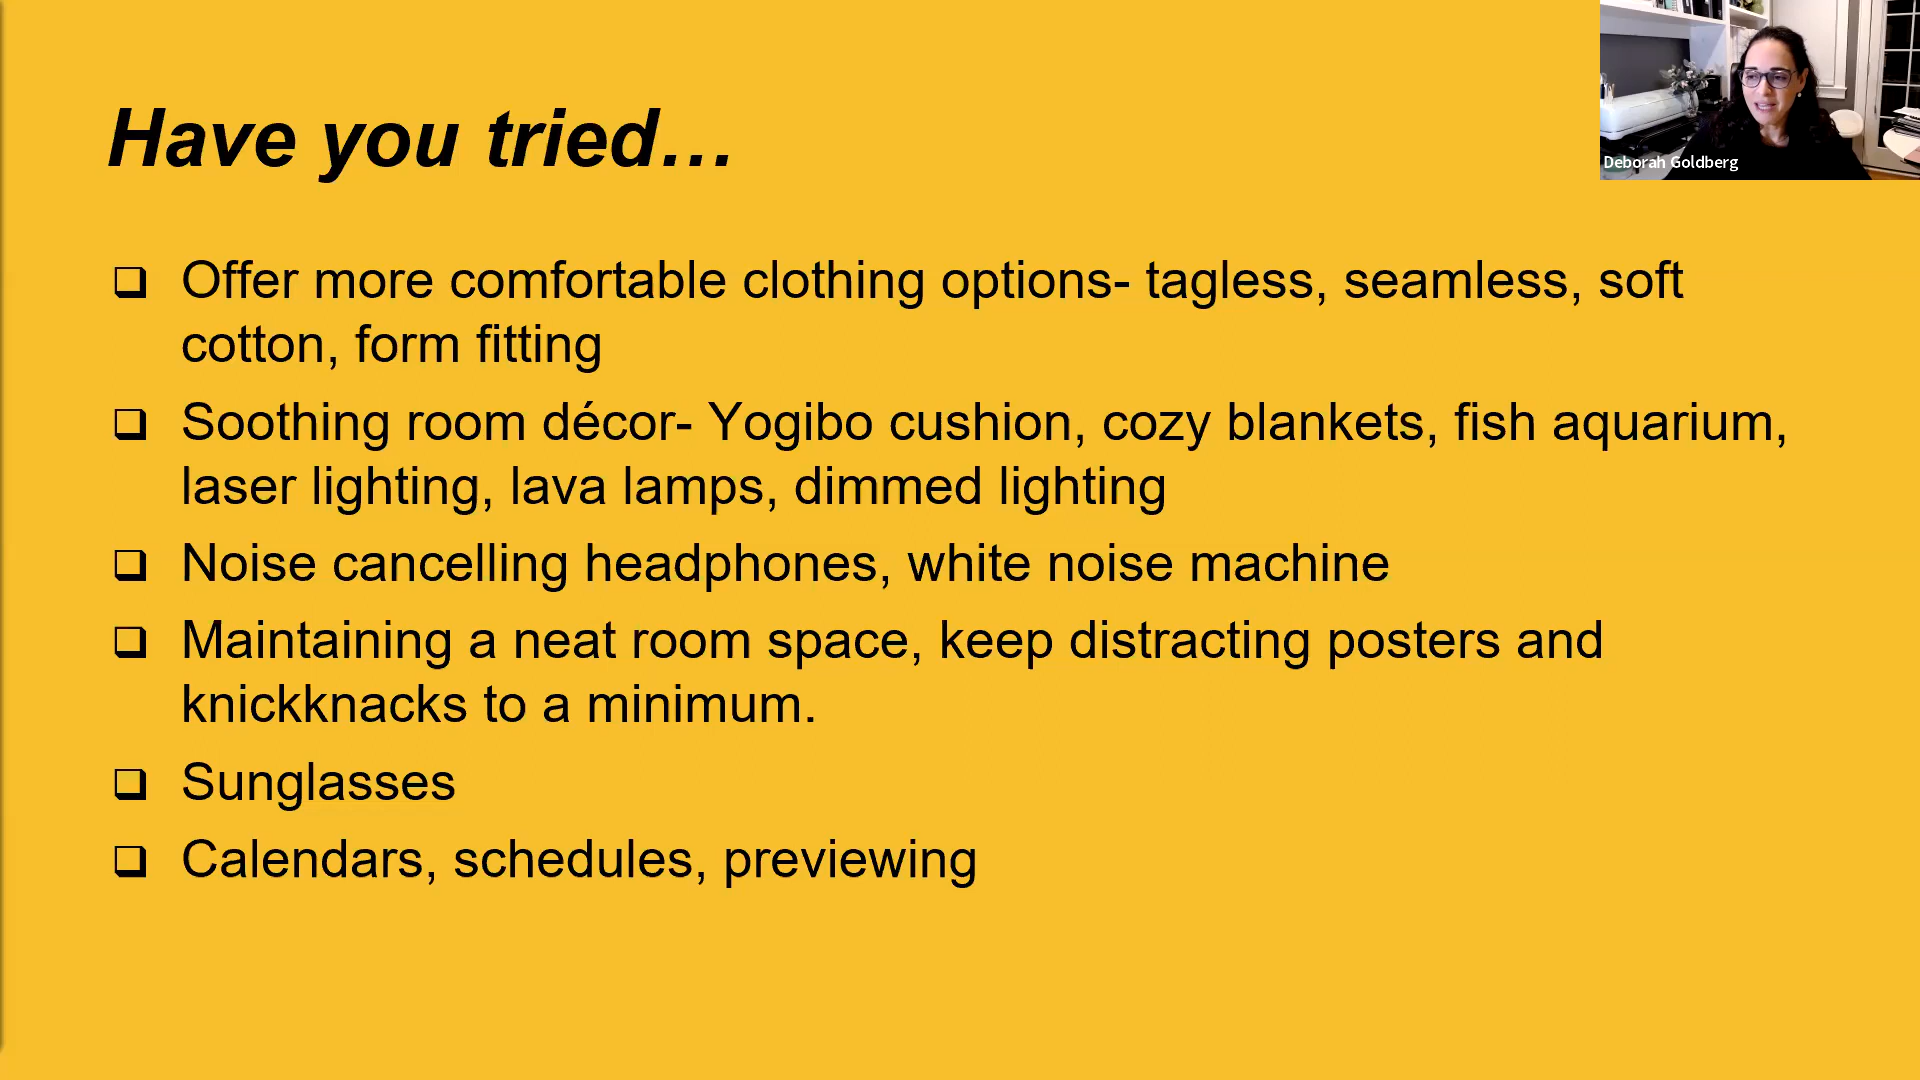 Have you tried…
Deborah Goldberg
❑ Offer more comfortable clothing options- tagless, seamless, soft
cotton, form fitting
❑ Soothing room décor- Yogibo cushion, cozy blankets, fish aquarium,
laser lighting, lava lamps, dimmed lighting
❑ Noise cancelling headphones, white noise machine
❑ Maintaining a neat room space, keep distracting posters and
knickknacks to a minimum.
❑ Sunglasses
❑ Calendars, schedules, previewing